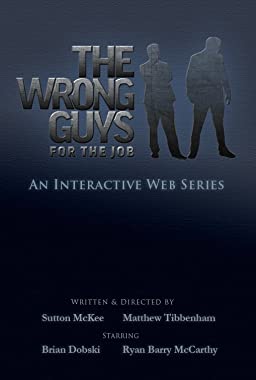 THE
WRONG
GUYS
FOR THE JOB
AN INTERACTIVE WEB SERIES
WRITTEN & DIRECTED BY
Sutton McKee Matthew Tibbenham
STARRING
Brian Dobski Ryan Barry McCarthy